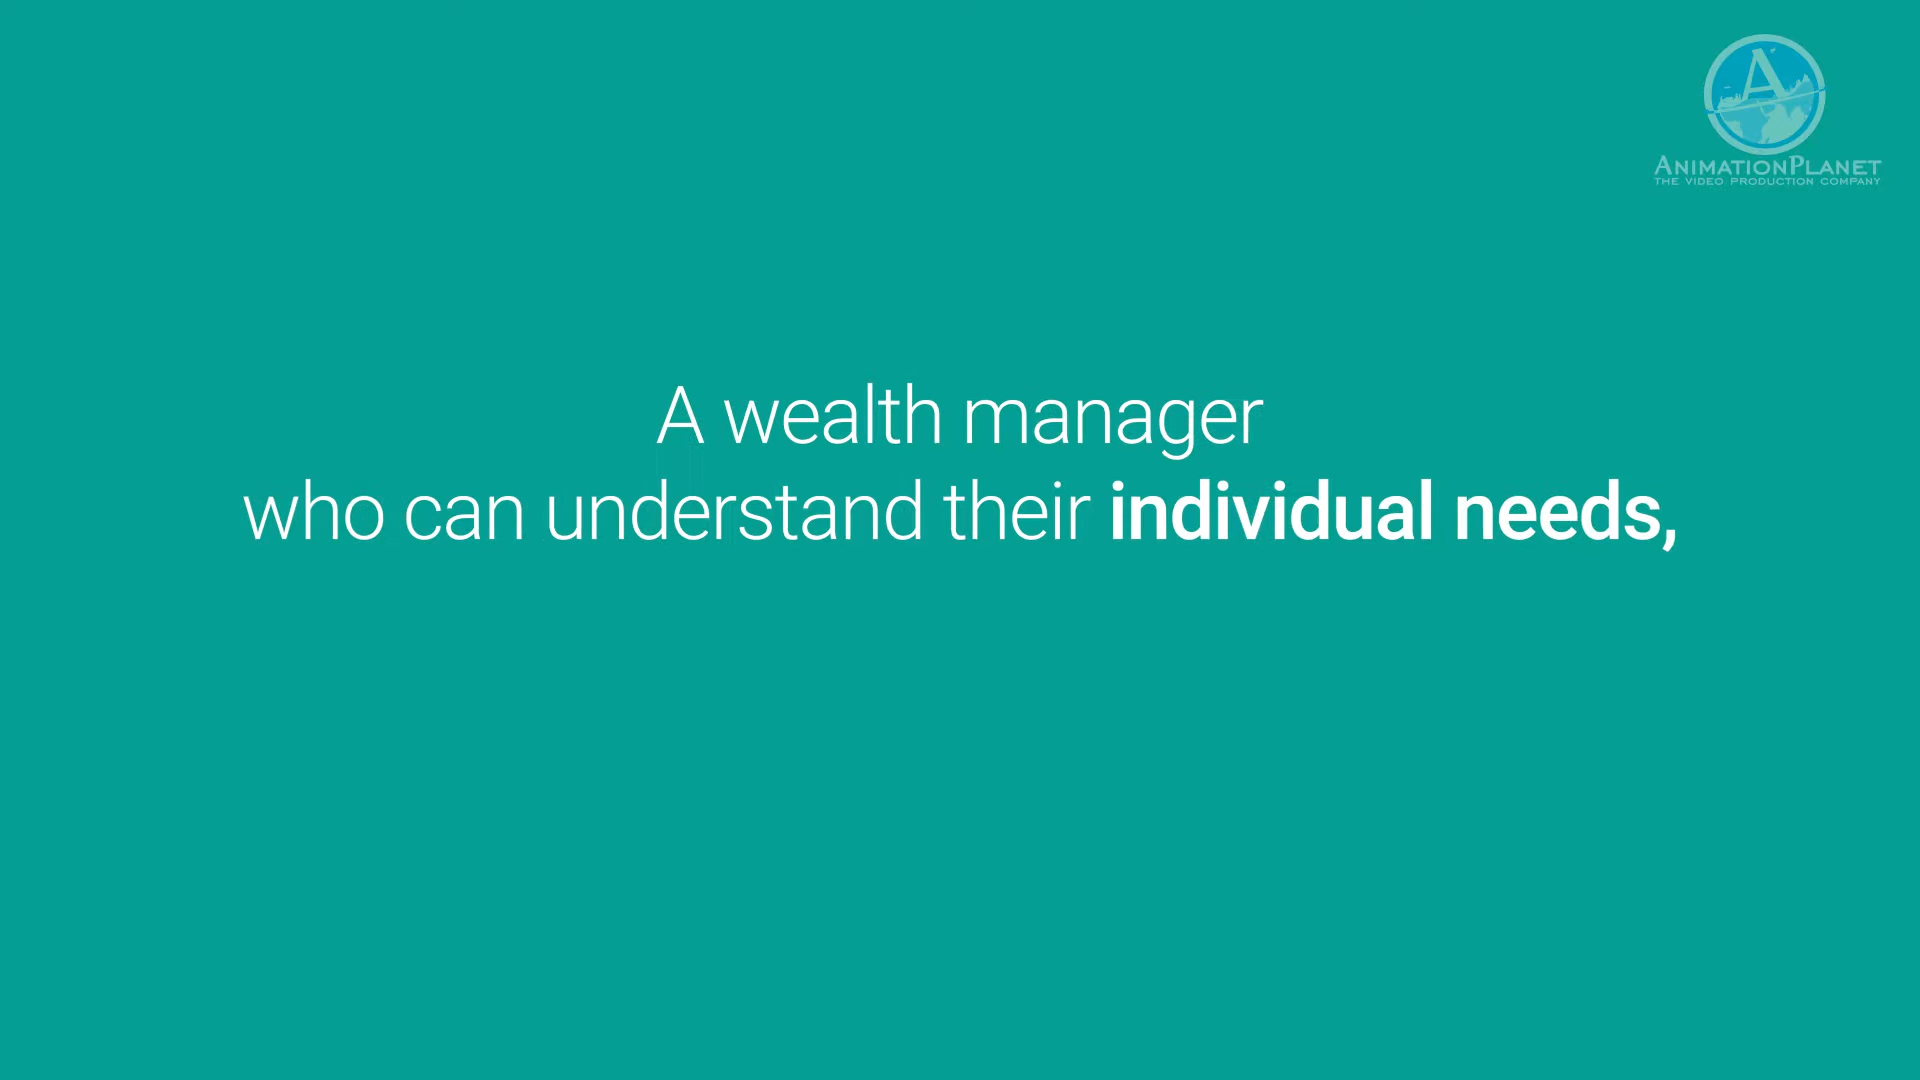 A
ANIMATIONPLANET
THE VIDEO PRODUCTION COMPANY
A wealth manager
who can understand their individual needs,